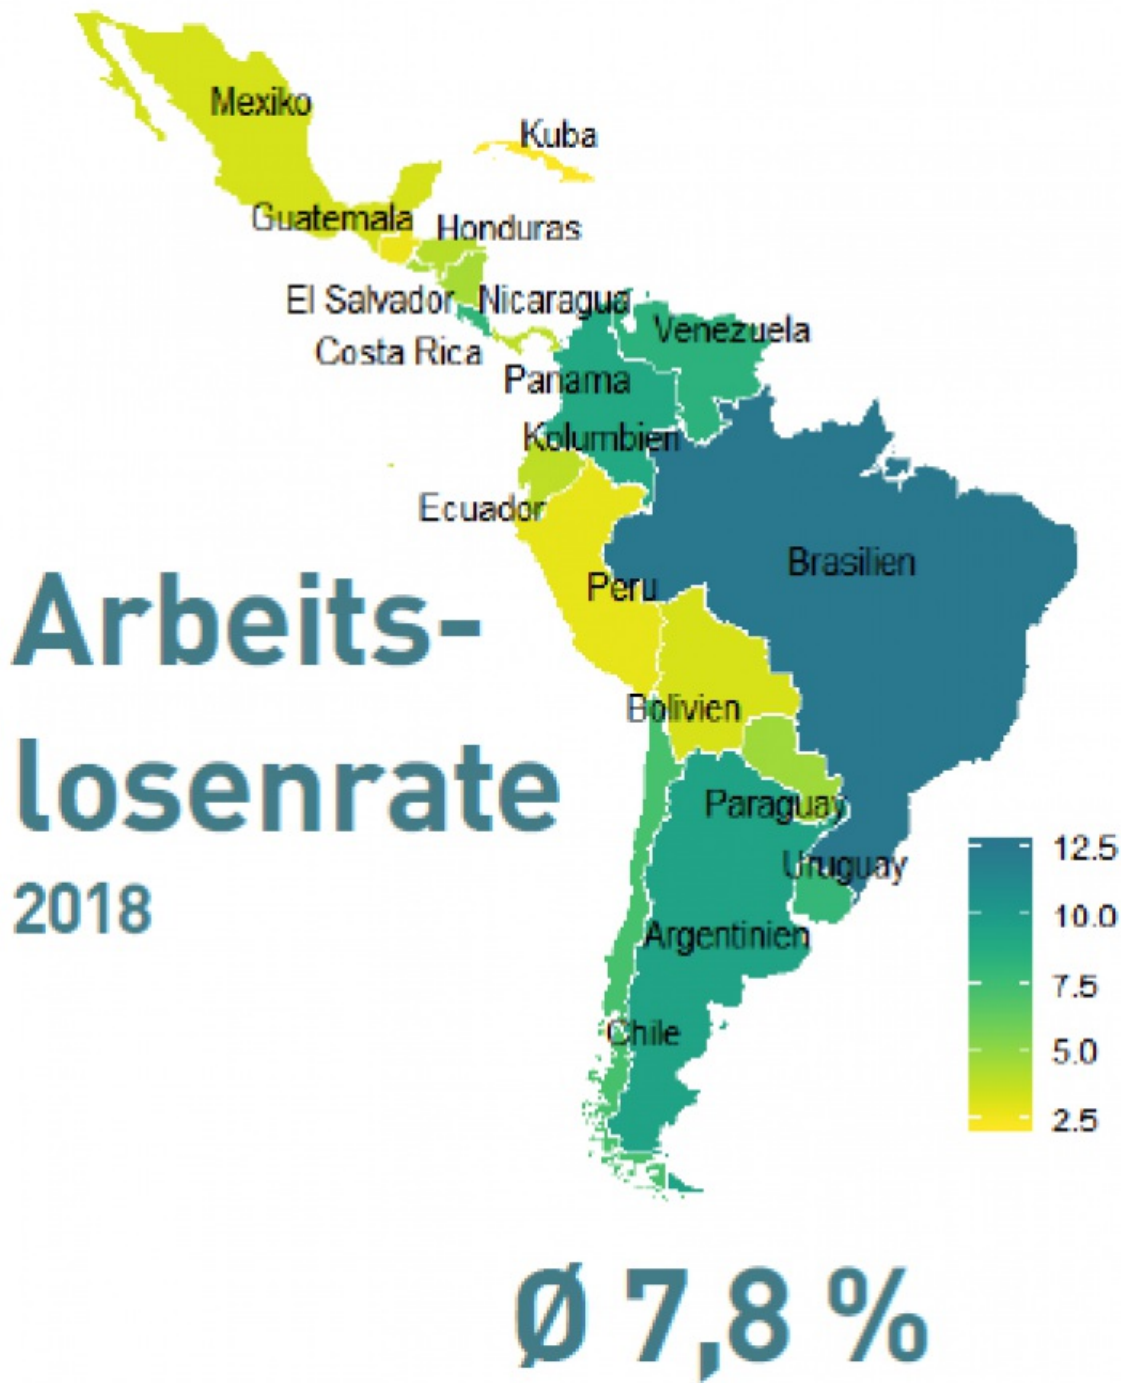 Mexiko
Kuba
Guatemala
Honduras
El Salvador
Nicaragua
Venezuela
Costa Rica
Panama
Kolumbien
Ecuador
Brasilien
Peru
Arbeits-
losenrate
2018
Bolivien
Paraguay
Uruguay
Argentinien
Chile
12.5
10.0
7.5
5.0
2.5
Ø 7,8 %